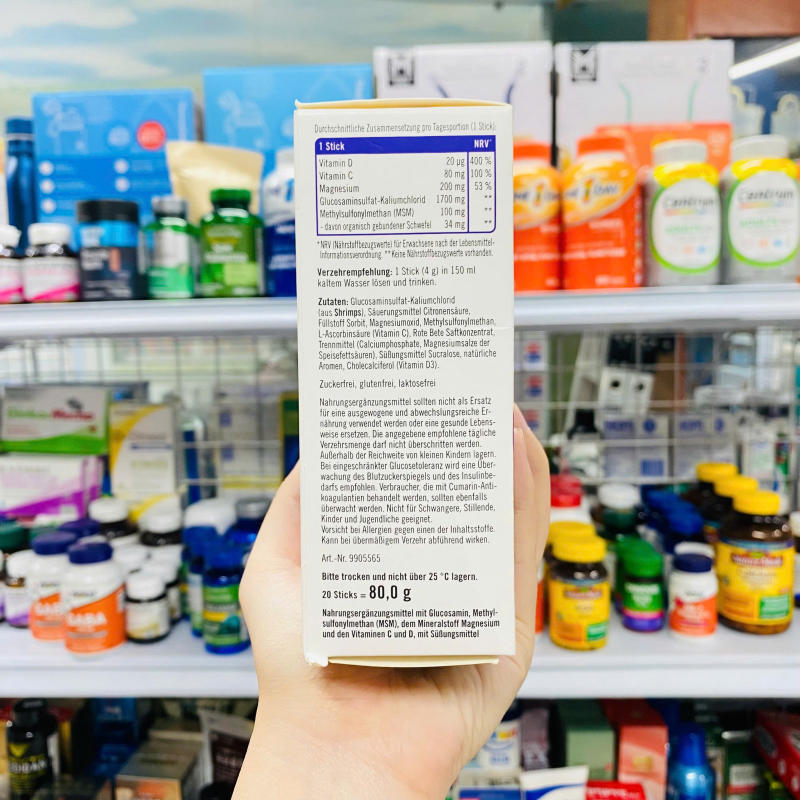 Durchschnittliche Zusammensetzung pro Tagesportion (1 Stick):
1 Stick NRV*
Vitamin D 20 µg 400 %
Vitamin C 80 mg 100 %
Magnesium 200 mg 53 %
Glucosaminsulfat-Kaliumchlorid 1700 mg **
Methylsulfonylmethan (MSM) 100 mg **
- davon organisch gebundener Schwefel 34 mg **
*NRV (Nährstoffbezugswerte) für Erwachsene nach der Lebensmittel-
Informationsverordnung. **Keine Nährstoffbezugswerte vorhanden.
Verzehrempfehlung: 1 Stick (4 g) in 150 ml
kaltem Wasser lösen und trinken.
Zutaten: Glucosaminsulfat-Kaliumchlorid
(aus Shrimps), Säuerungsmittel Citronensäure,
Füllstoff Sorbit, Magnesiumoxid, Methylsulfonylmethan,
L-Ascorbinsäure (Vitamin C), Rote Bete Saftkonzentrat,
Trennmittel (Calciumphosphate, Magnesiumsalze der
Speisefettsäuren), Süßungsmittel Sucralose, natürliche
Aromen, Cholecalciferol (Vitamin D3).
Zuckerfrei, glutenfrei, laktosefrei
Nahrungsergänzungsmittel sollten nicht als Ersatz
für eine ausgewogene und abwechslungsreiche Er-
nährung verwendet werden oder eine gesunde Lebens-
weise ersetzen. Die angegebene empfohlene tägliche
Verzehrsmenge darf nicht überschritten werden.
Außerhalb der Reichweite von kleinen Kindern lagern.
Bei eingeschränkter Glucosetoleranz wird eine Über-
wachung des Blutzuckerspiegels und des Insulinbe-
darfs empfohlen. Verbraucher, die mit Cumarin-Anti-
koagulantien behandelt werden, sollten ebenfalls
überwacht werden. Nicht für Schwangere, Stillende,
Kinder und Jugendliche geeignet.
Vorsicht bei Allergien gegen einen der Inhaltsstoffe.
Kann bei übermäßigem Verzehr abführend wirken.
Art.-Nr. 9905565
Bitte trocken und nicht über 25 °C lagern.
20 Sticks = 80,0 g
Nahrungsergänzungsmittel mit Glucosamin, Methyl-
sulfonylmethan (MSM), dem Mineralstoff Magnesium
und den Vitaminen C und D, mit Süßungsmittel
Centrum
Centrum
GABA
GABA